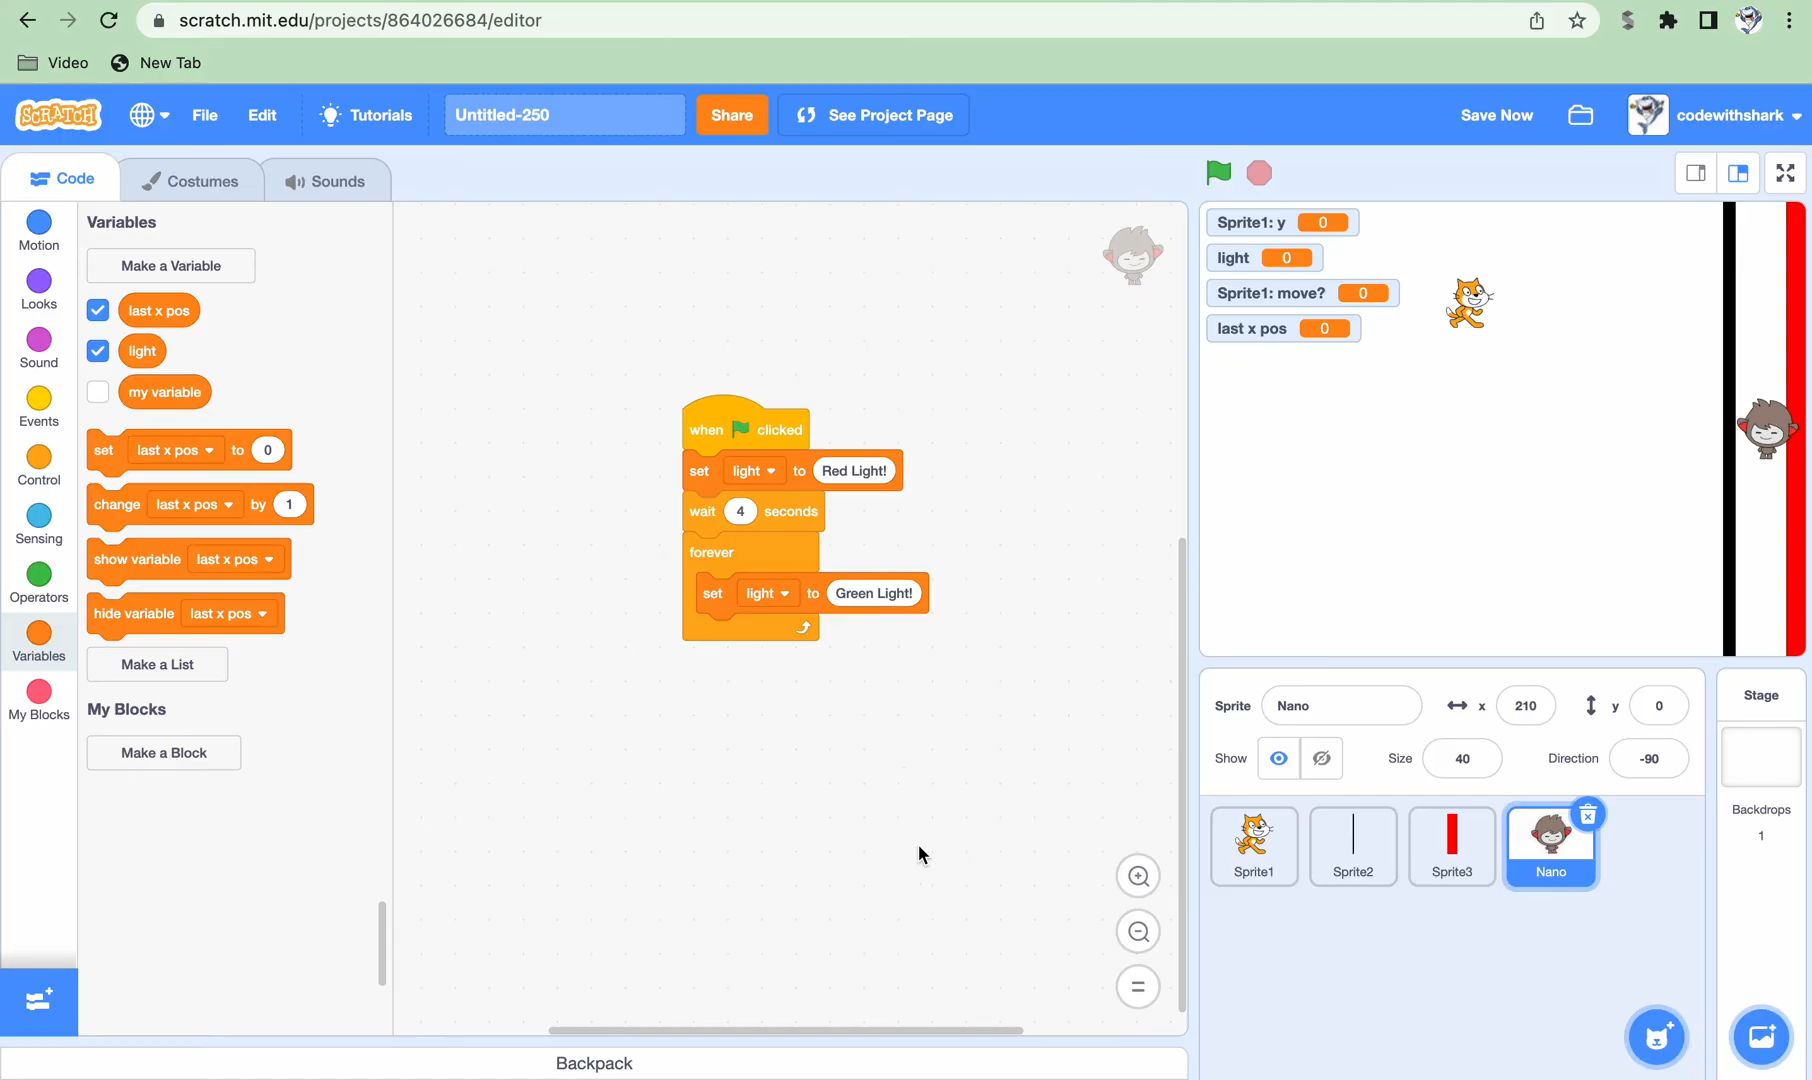 scratch.mit.edu/projects/864026684/editor
Video New Tab
SCRATCH File Edit Tutorials Untitled-250 Share See Project Page Save Now codewithshark
Code Costumes Sounds
Motion
Looks
Sound
Events
Control
Sensing
Operators
Variables
My Blocks
Variables
Make a Variable
last x pos
light
my variable
set last x pos to 0
change last x pos by 1
show variable last x pos
hide variable last x pos
Make a List
My Blocks
Make a Block
when clicked
set light to Red Light!
wait 4 seconds
forever
set light to Green Light!
Backpack
Sprite1: y 0
light 0
Sprite1: move? 0
last x pos 0
Sprite Nano x 210 y 0
Show Size 40 Direction -90
Sprite1 Sprite2 Sprite3 Nano
Stage
Backdrops
1